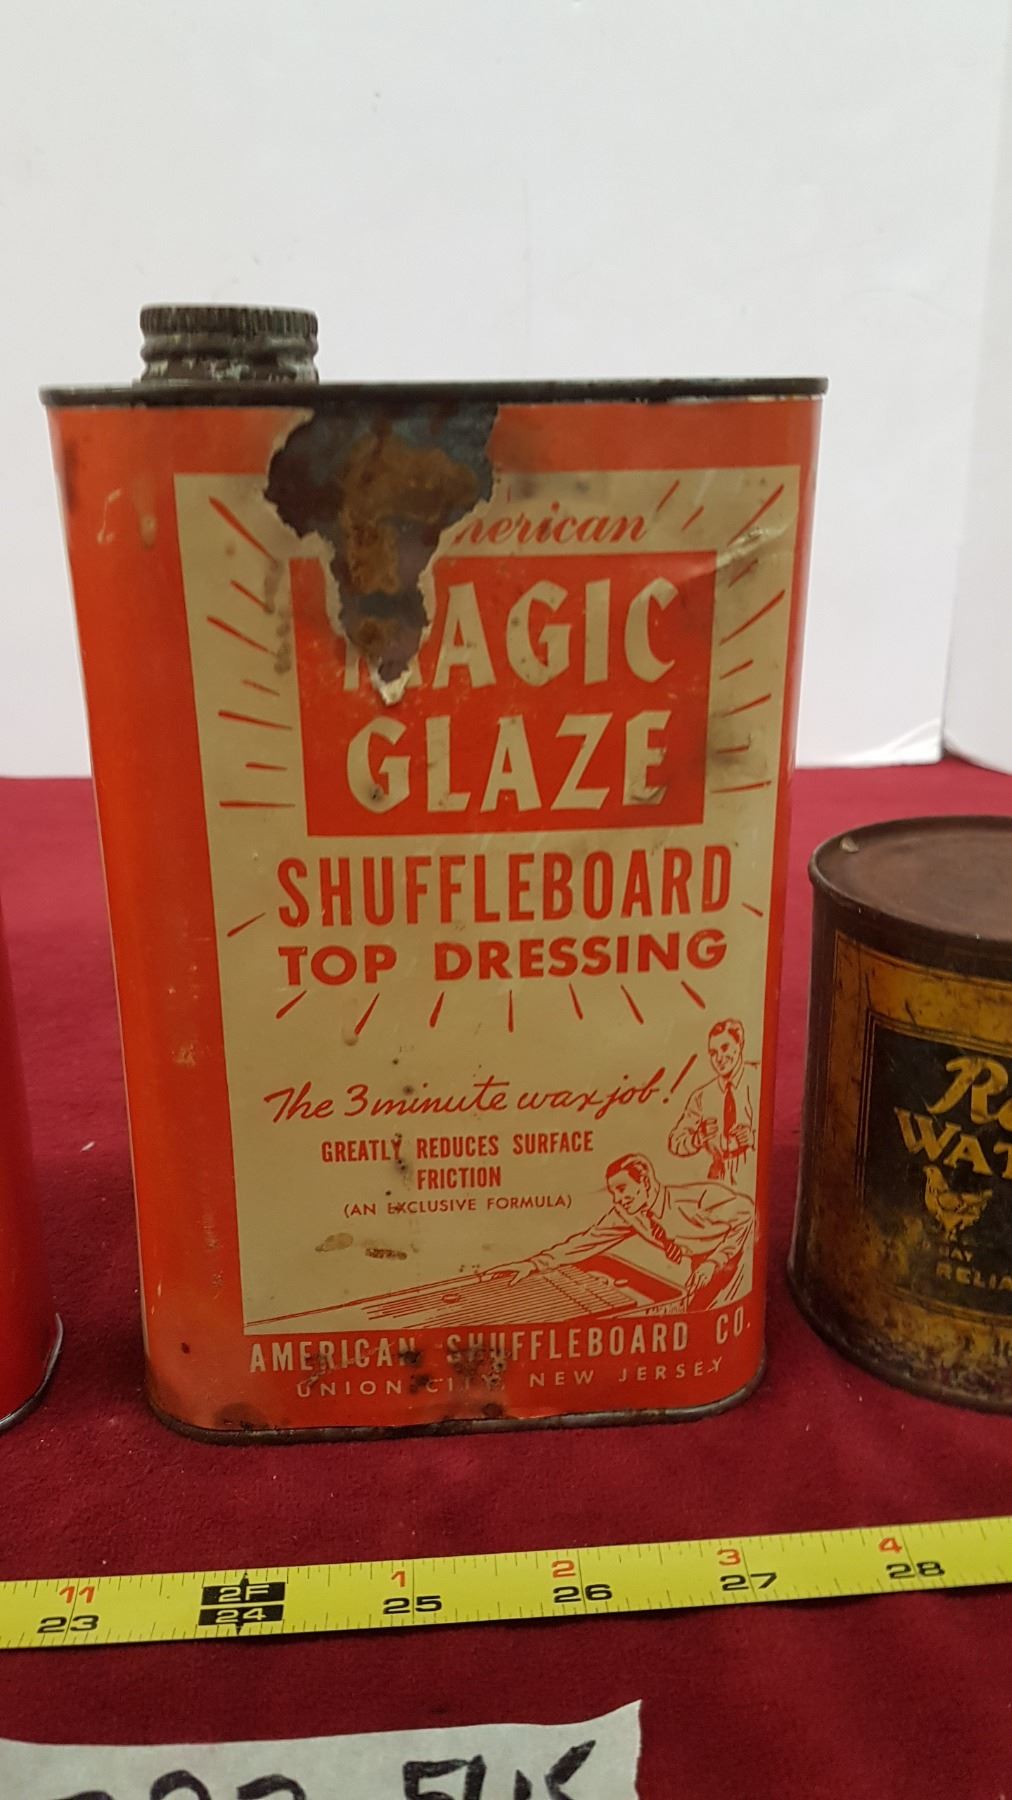 American
MAGIC
GLAZE
SHUFFLEBOARD
TOP DRESSING
The 3 minute wax job!
GREATLY REDUCES SURFACE
FRICTION
(AN EXCLUSIVE FORMULA)
AMERICAN SHUFFLEBOARD CO.
UNION CITY, NEW JERSEY
11 2F 1 2 3 4
23 24 25 26 27 28